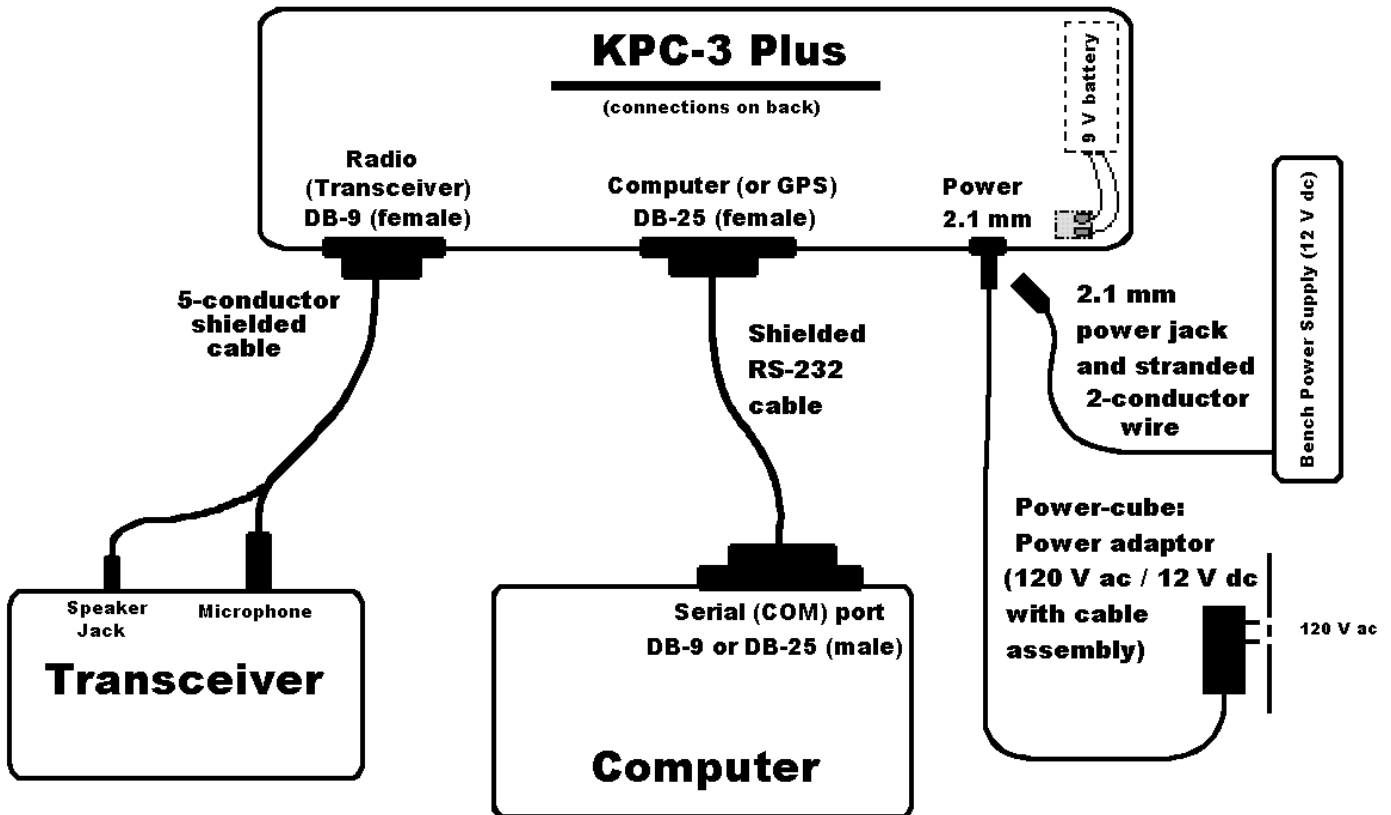 KPC-3 Plus
(connections on back)
9 V battery
Radio
(Transceiver)
DB-9 (female)
Computer (or GPS)
DB-25 (female)
Power
2.1 mm
Bench Power Supply (12 V dc)
5-conductor
shielded
cable
Shielded
RS-232
cable
2.1 mm
power jack
and stranded
2-conductor
wire
Power-cube:
Power adaptor
(120 V ac / 12 V dc
with cable
assembly)
120 V ac
Speaker
Jack
Microphone
Transceiver
Serial (COM) port
DB-9 or DB-25 (male)
Computer